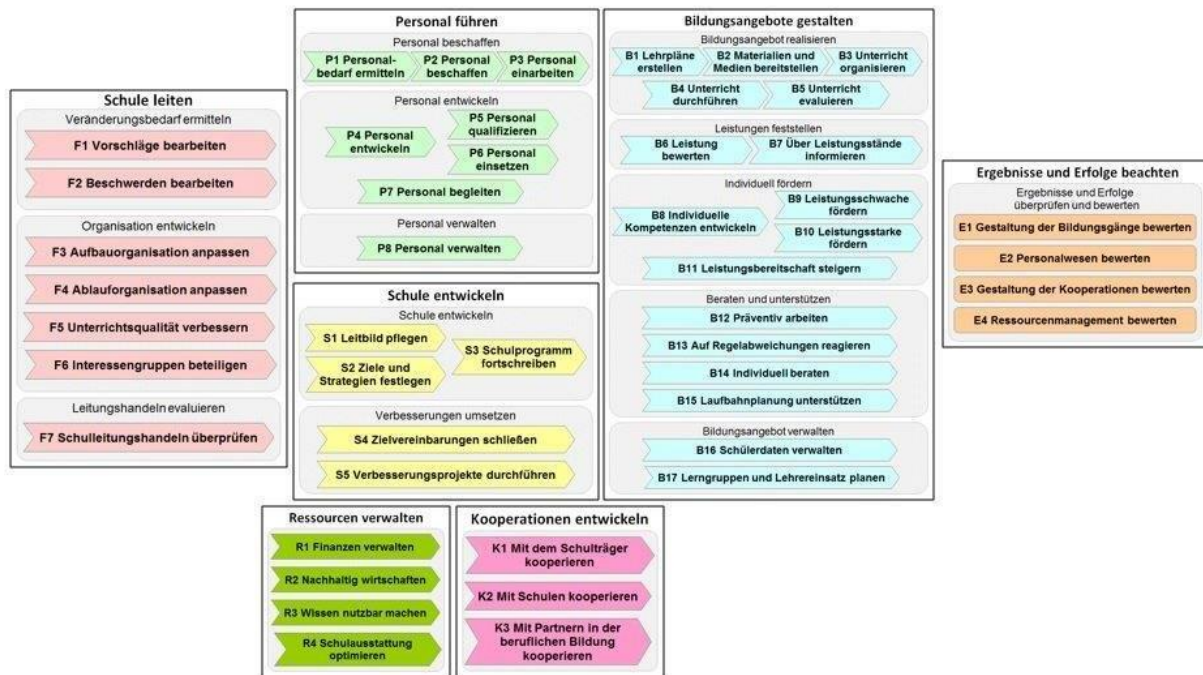 Schule leiten
Veränderungsbedarf ermitteln
F1 Vorschläge bearbeiten
F2 Beschwerden bearbeiten
Organisation entwickeln
F3 Aufbauorganisation anpassen
F4 Ablauforganisation anpassen
F5 Unterrichtsqualität verbessern
F6 Interessengruppen beteiligen
Leitungshandeln evaluieren
F7 Schulleitungshandeln überprüfen
Personal führen
Personal beschaffen
P1 Personal-
bedarf ermitteln
P2 Personal
beschaffen
P3 Personal
einarbeiten
Personal entwickeln
P4 Personal
entwickeln
P5 Personal
qualifizieren
P6 Personal
einsetzen
P7 Personal begleiten
Personal verwalten
P8 Personal verwalten
Schule entwickeln
Schule entwickeln
S1 Leitbild pflegen
S2 Ziele und
Strategien festlegen
S3 Schulprogramm
fortschreiben
Verbesserungen umsetzen
S4 Zielvereinbarungen schließen
S5 Verbesserungsprojekte durchführen
Bildungsangebote gestalten
Bildungsangebot realisieren
B1 Lehrpläne
erstellen
B2 Materialien und
Medien bereitstellen
B3 Unterricht
organisieren
B4 Unterricht
durchführen
B5 Unterricht
evaluieren
Leistungen feststellen
B6 Leistung
bewerten
B7 Über Leistungsstände
informieren
Individuell fördern
B8 Individuelle
Kompetenzen entwickeln
B9 Leistungsschwache
fördern
B10 Leistungsstarke
fördern
B11 Leistungsbereitschaft steigern
Beraten und unterstützen
B12 Präventiv arbeiten
B13 Auf Regelabweichungen reagieren
B14 Individuell beraten
B15 Laufbahnplanung unterstützen
Bildungsangebot verwalten
B16 Schülerdaten verwalten
B17 Lerngruppen und Lehrereinsatz planen
Ergebnisse und Erfolge beachten
Ergebnisse und Erfolge
überprüfen und bewerten
E1 Gestaltung der Bildungsgänge bewerten
E2 Personalwesen bewerten
E3 Gestaltung der Kooperationen bewerten
E4 Ressourcenmanagement bewerten
Ressourcen verwalten
R1 Finanzen verwalten
R2 Nachhaltig wirtschaften
R3 Wissen nutzbar machen
R4 Schulausstattung
optimieren
Kooperationen entwickeln
K1 Mit dem Schulträger
kooperieren
K2 Mit Schulen kooperieren
K3 Mit Partnern in der
beruflichen Bildung
kooperieren